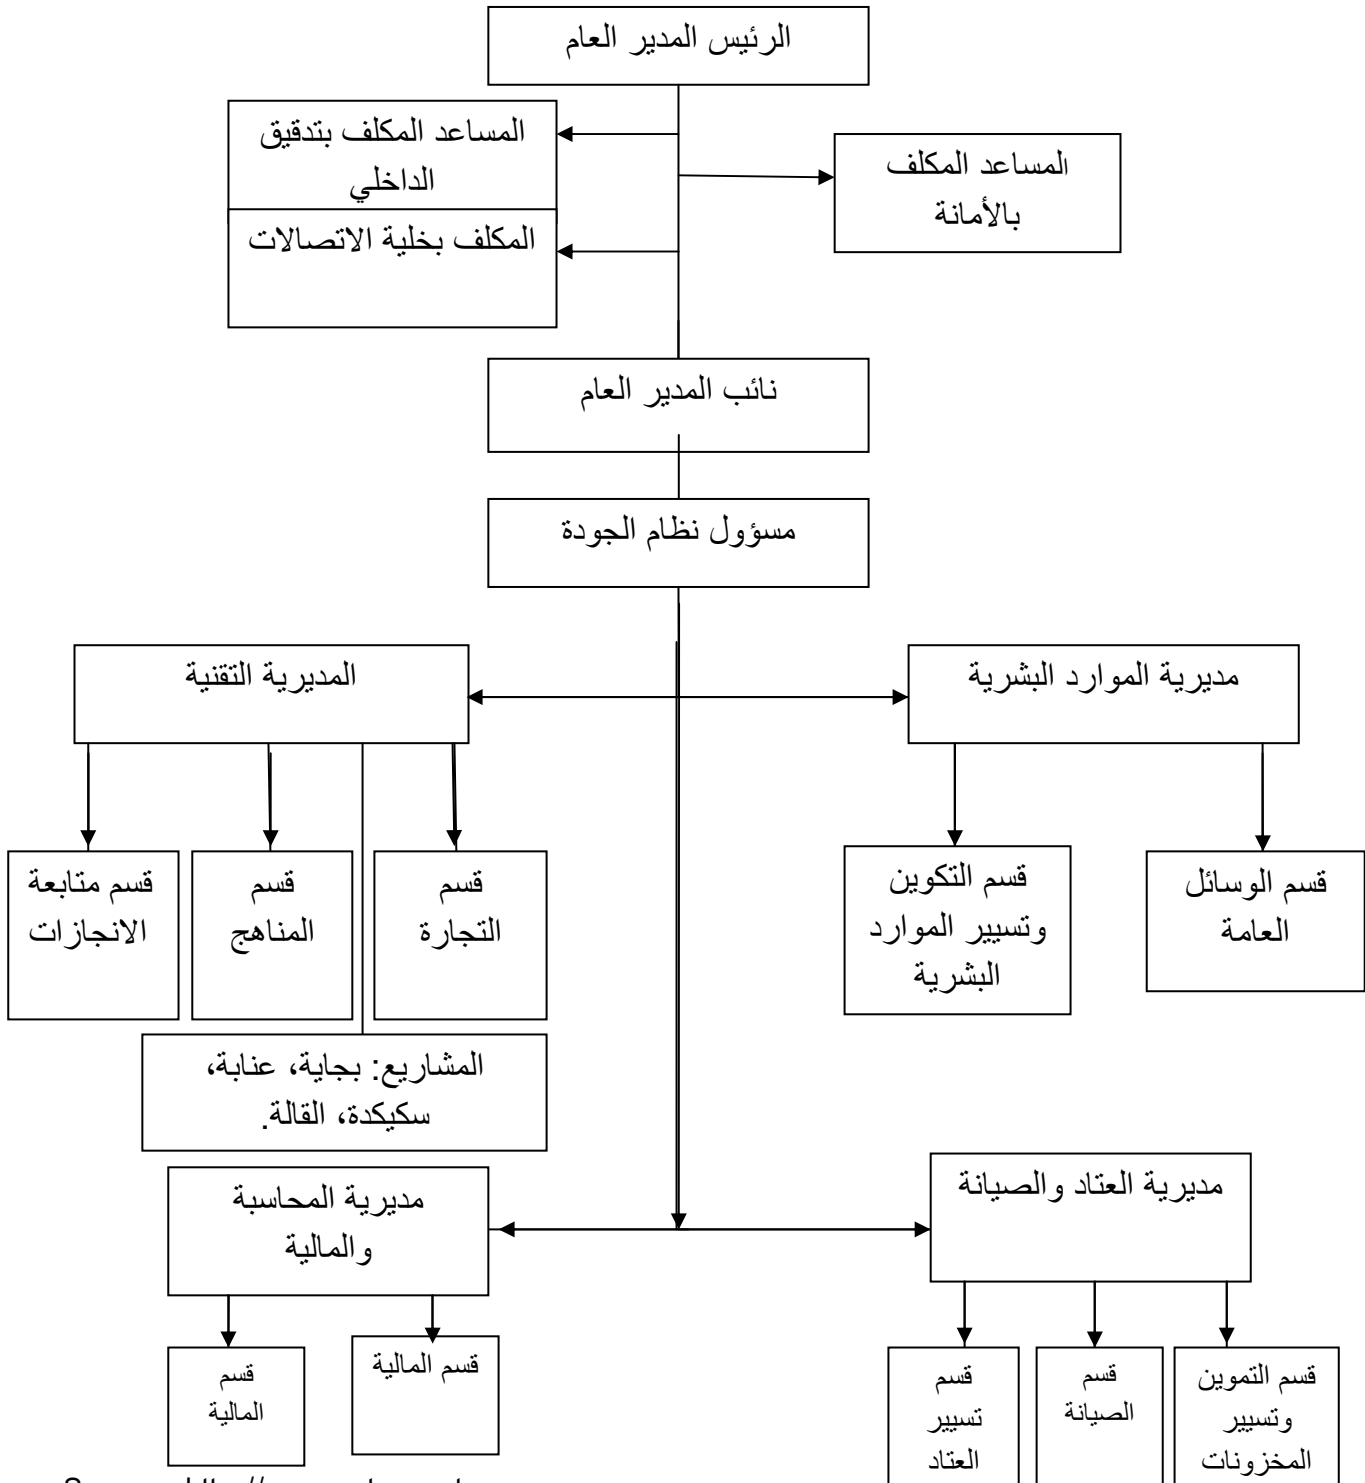 الرئيس المدير العام
المساعد المكلف بتدقيق
الداخلي
المساعد المكلف
بالأمانة
المكلف بخلية الاتصالات
نائب المدير العام
مسؤول نظام الجودة
مديرية الموارد البشرية
المديرية التقنية
قسم الوسائل
العامة
قسم التكوين
وتسيير الموارد
البشرية
قسم
التجارة
قسم
المناهج
قسم متابعة
الانجازات
المشاريع: بجاية، عنابة،
سكيكدة، القالة.
مديرية العتاد والصيانة
مديرية المحاسبة
والمالية
قسم التموين
وتسيير
المخزونات
قسم
الصيانة
قسم
تسيير
العتاد
قسم المالية
قسم
المالية